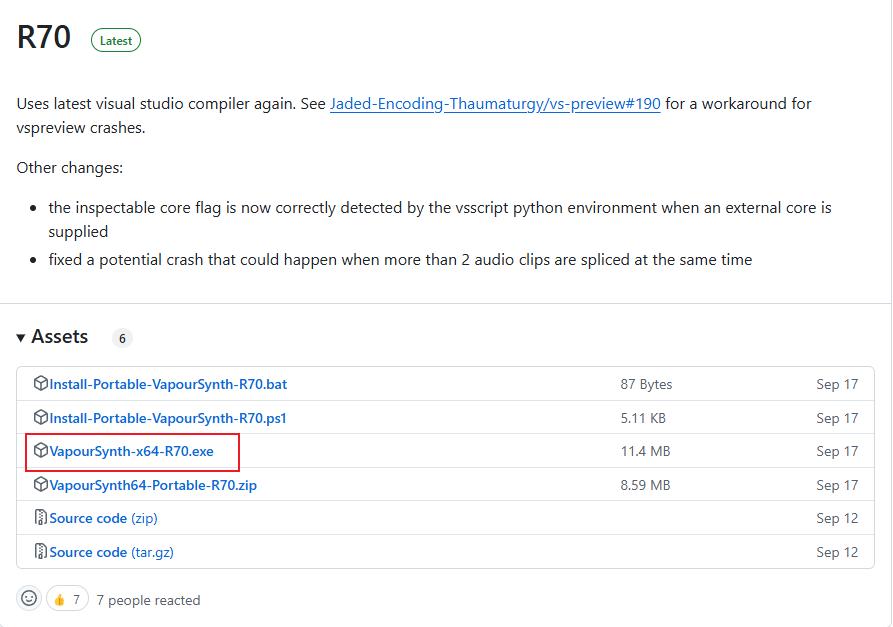 R70 Latest
Uses latest visual studio compiler again. See Jaded-Encoding-Thaumaturgy/vs-preview#190 for a workaround for
vspreview crashes.
Other changes:
the inspectable core flag is now correctly detected by the vsscript python environment when an external core is
supplied
fixed a potential crash that could happen when more than 2 audio clips are spliced at the same time
Assets 6
Install-Portable-VapourSynth-R70.bat 87 Bytes Sep 17
Install-Portable-VapourSynth-R70.ps1 5.11 KB Sep 17
VapourSynth-x64-R70.exe 11.4 MB Sep 17
VapourSynth64-Portable-R70.zip 8.59 MB Sep 17
Source code (zip) Sep 12
Source code (tar.gz) Sep 12
7 7 people reacted